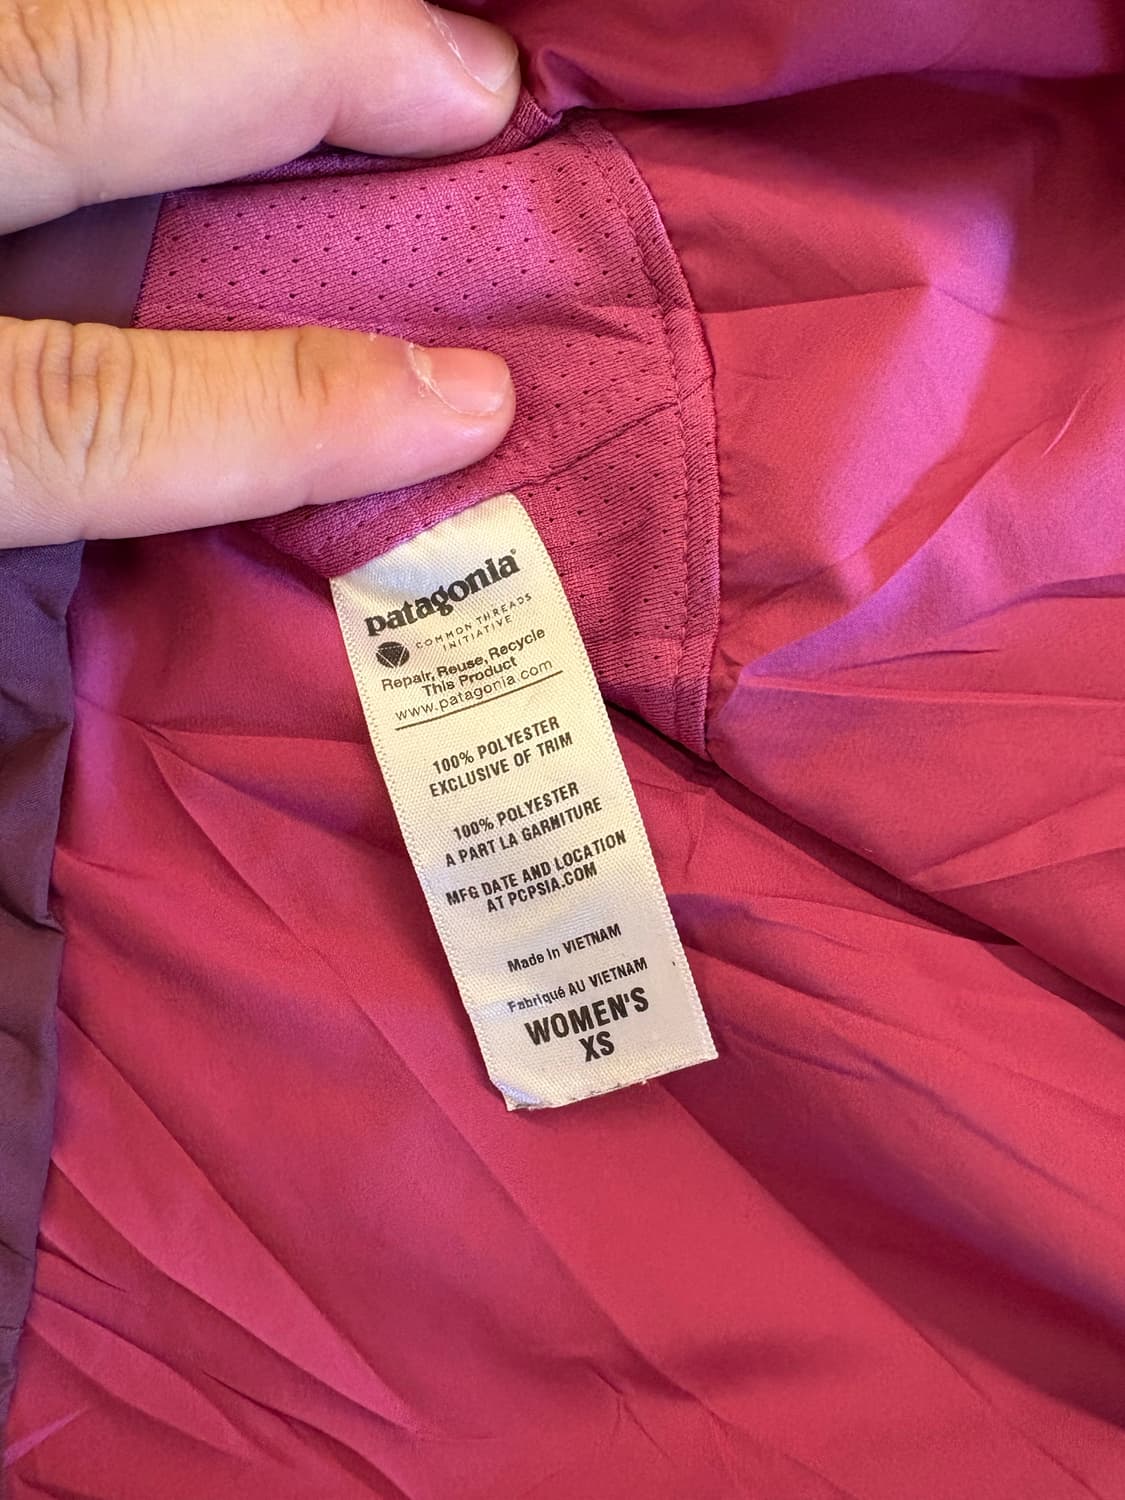 patagonia®
COMMON THREADS
INITIATIVE
Repair, Reuse, Recycle
This Product
www.patagonia.com
100% POLYESTER
EXCLUSIVE OF TRIM
100% POLYESTER
A PART LA GARNITURE
MFG DATE AND LOCATION
AT PCPSIA.COM
Made in VIETNAM
Fabriqué AU VIETNAM
WOMEN'S
XS